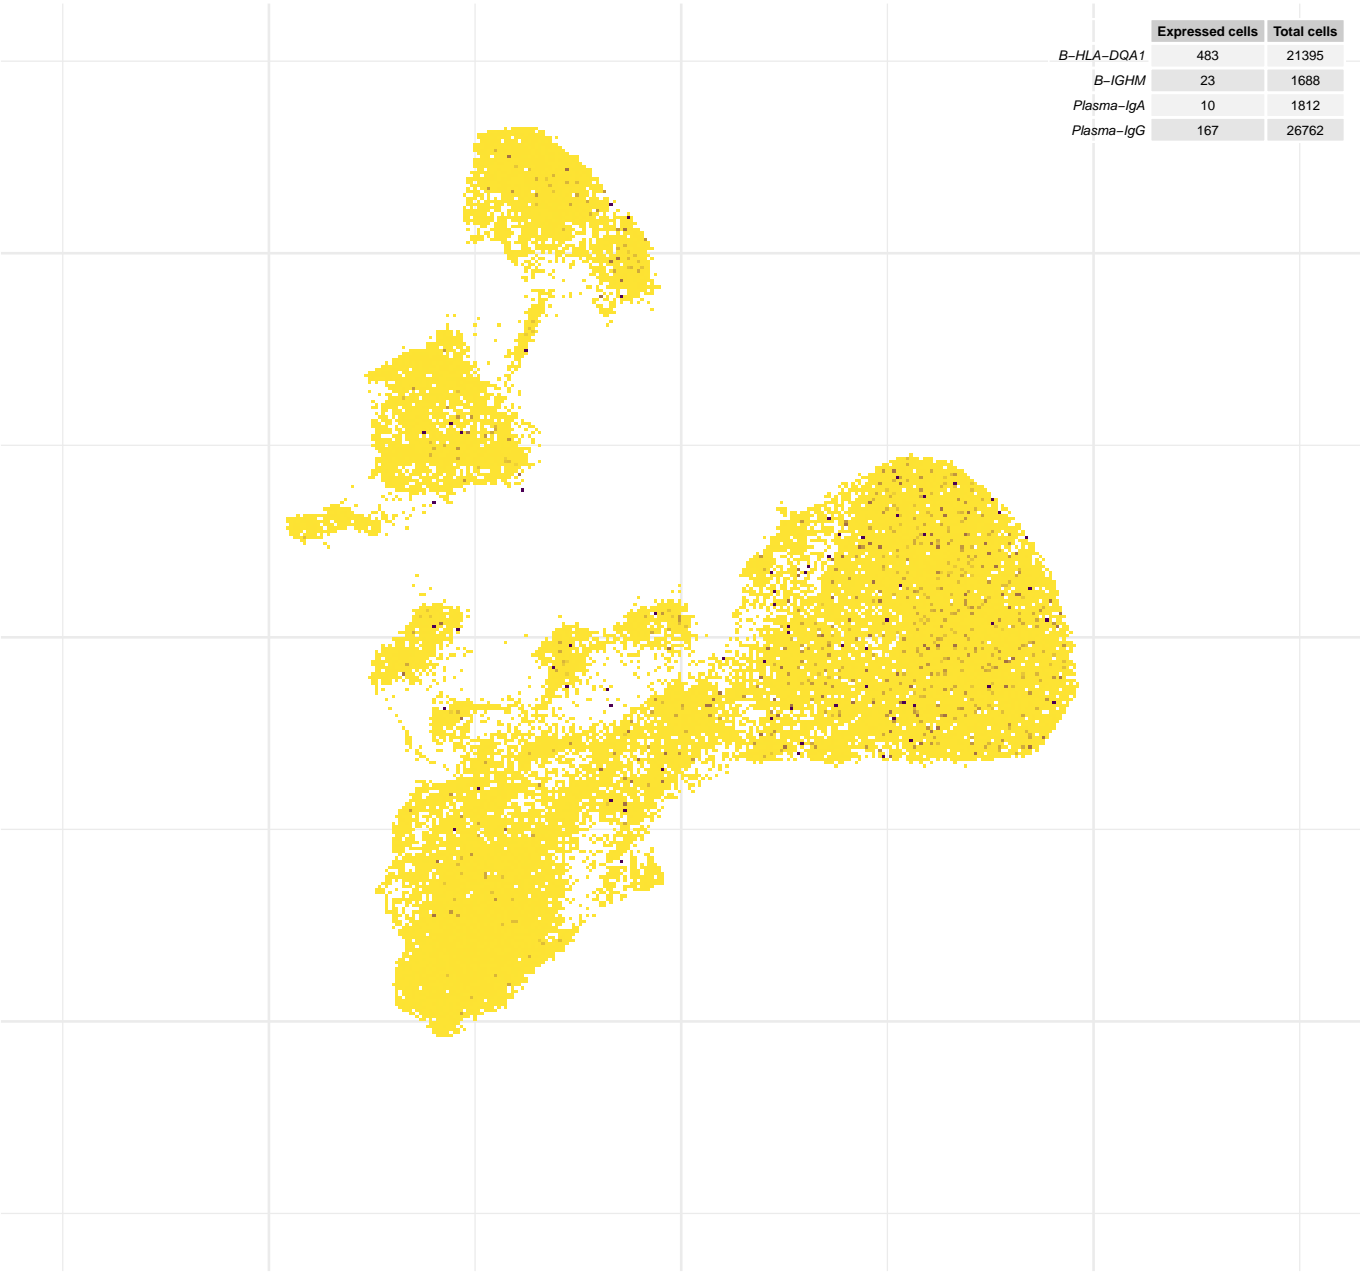 Expressed cells Total cells
B−HLA−DQA1 483 21395
B−IGHM 23 1688
Plasma−IgA 10 1812
Plasma−IgG 167 26762